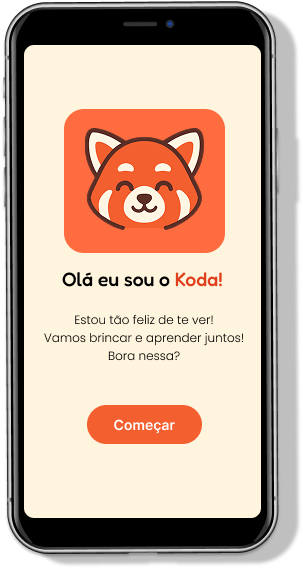 Olá eu sou o Koda!
Estou tão feliz de te ver!
Vamos brincar e aprender juntos!
Bora nessa?
Começar